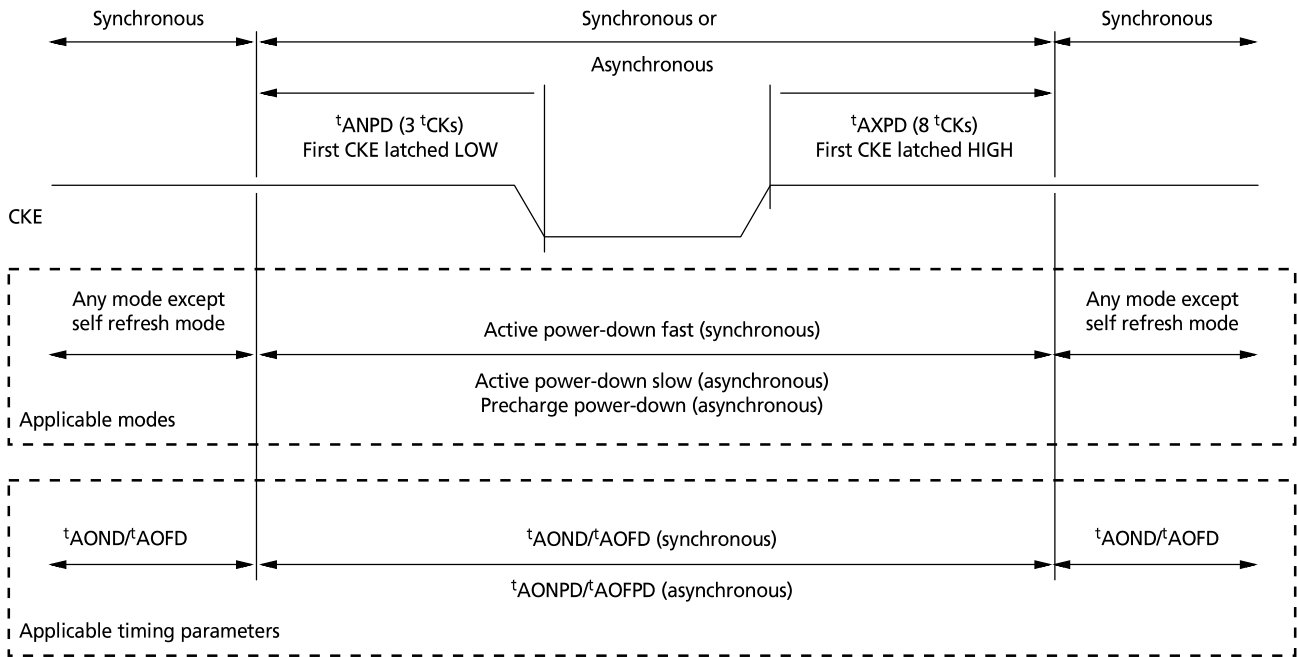 Synchronous
Synchronous or
Synchronous
Asynchronous
tANPD (3 tCKs)
First CKE latched LOW
tAXPD (8 tCKs)
First CKE latched HIGH
CKE
Any mode except
self refresh mode
Active power-down fast (synchronous)
Any mode except
self refresh mode
Active power-down slow (asynchronous)
Precharge power-down (asynchronous)
Applicable modes
tAOND/tAOFD
tAOND/tAOFD (synchronous)
tAOND/tAOFD
tAONPD/tAOFPD (asynchronous)
Applicable timing parameters